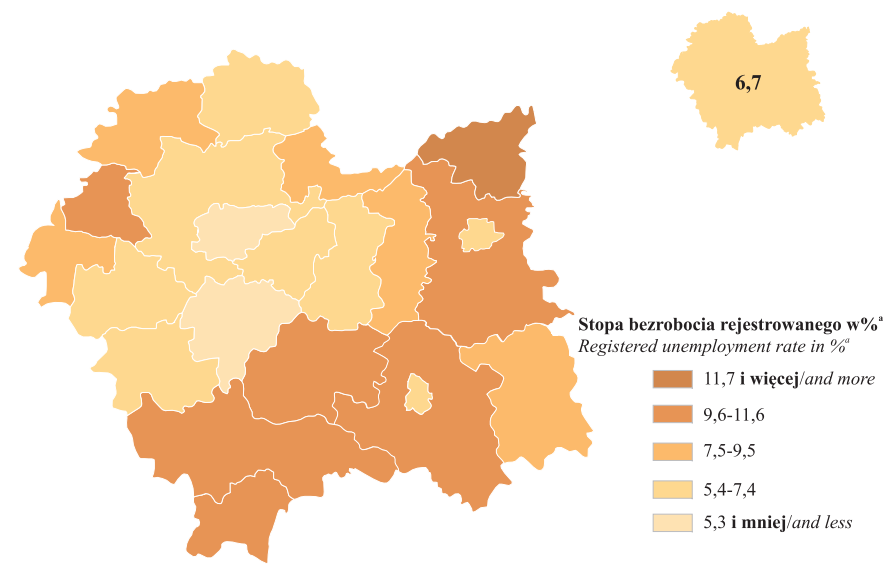 6,7
Stopa bezrobocia rejestrowanego w%ª
Registered unemployment rate in %ª
11,7 i więcej/and more
9,6-11,6
7,5-9,5
5,4-7,4
5,3 i mniej/and less